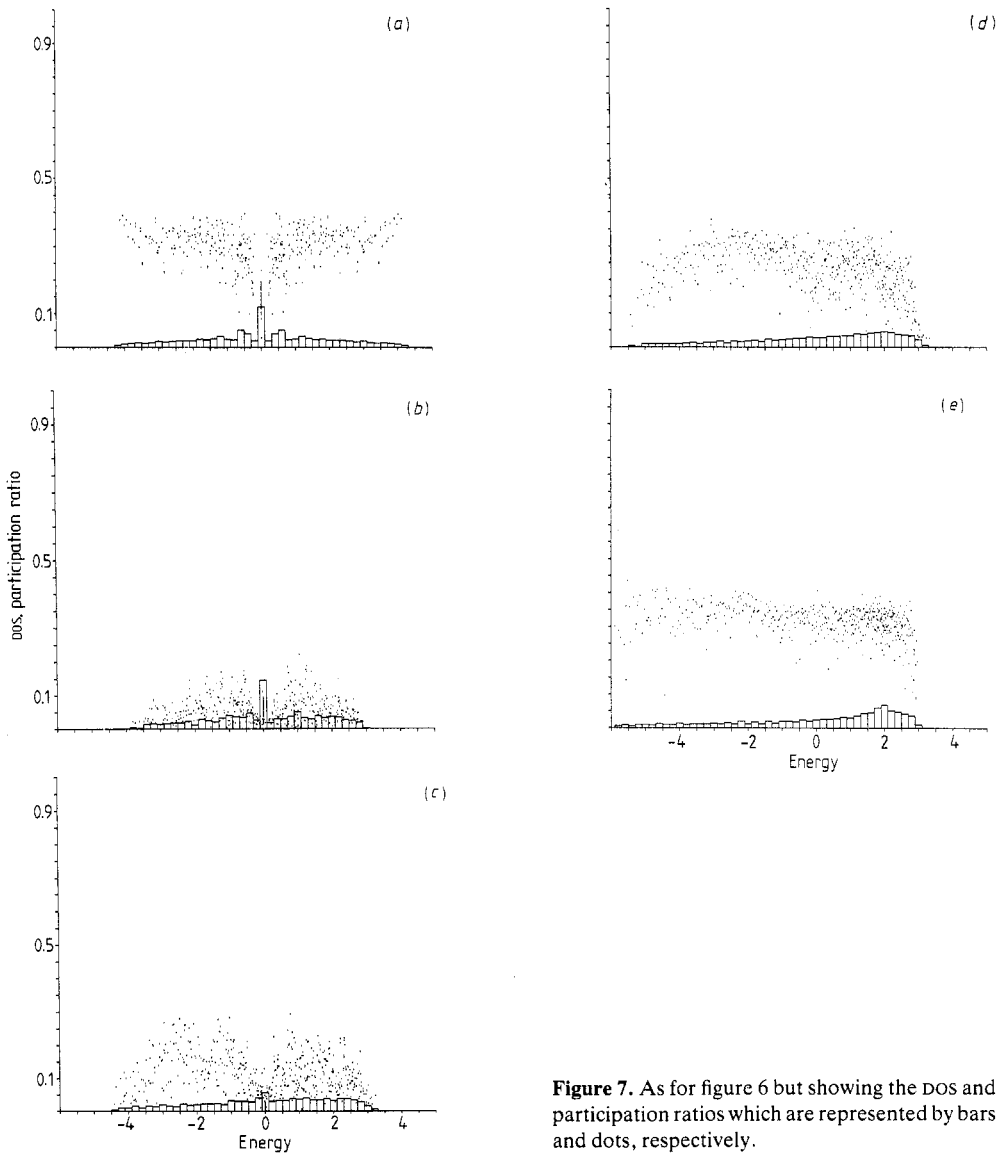 (a)
0.9
0.5
0.1
(b)
0.9
0.5
0.1
DOS, participation ratio
(c)
0.9
0.5
0.1
-4 -2 0 2 4
Energy
(d)
(e)
-4 -2 0 2 4
Energy
Figure 7. As for figure 6 but showing the DOS and
participation ratios which are represented by bars
and dots, respectively.